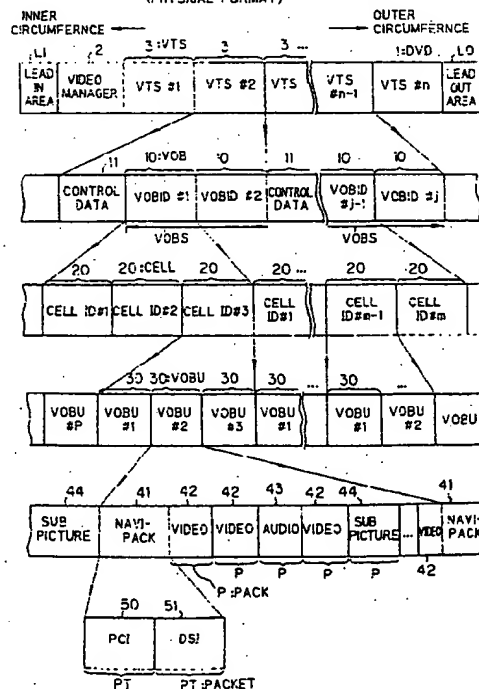 (PHYSICAL FORMAT)
INNER CIRCUMFERNCE
OUTER CIRCUMFERNCE
L1 2 3:VTS 3 3... 1:DVD LO
LEAD IN AREA VIDEO MANAGER VTS #1 VTS #2 VTS VTS #n-1 VTS #n LEAD OUT AREA
11 10:VOB 10 11 10 10
CONTROL DATA VOBID #1 VOBID #2 CONTROL DATA VOBID #j-1 VOBID #j
VOBS VOBS
20 20:CELL 20 20... 20 20
CELL ID#1 CELL ID#2 CELL ID#3 CELL ID#1 CELL ID#m-1 CELL ID#m
30 30:VOBU 30 30 ... 30 ...
VOBU #P VOBU #1 VOBU #2 VOBU #3 VOBU #1 VOBU #1 VOBU #2 VOBU
44 41 42 42 43 42 44 41
SUB PICTURE NAVI-PACK VIDEO VIDEO AUDIO VIDEO SUB PICTURE ... VIDEO NAVI-PACK
P P P P 42
P:PACK
50 51
PCI DSI
PT PT:PACKET